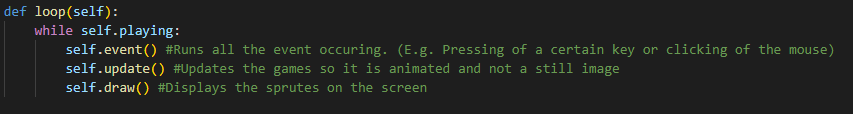 def loop(self):
    while self.playing:
        self.event() #Runs all the event occuring. (E.g. Pressing of a certain key or clicking of the mouse)
        self.update() #Updates the games so it is animated and not a still image
        self.draw() #Displays the sprutes on the screen